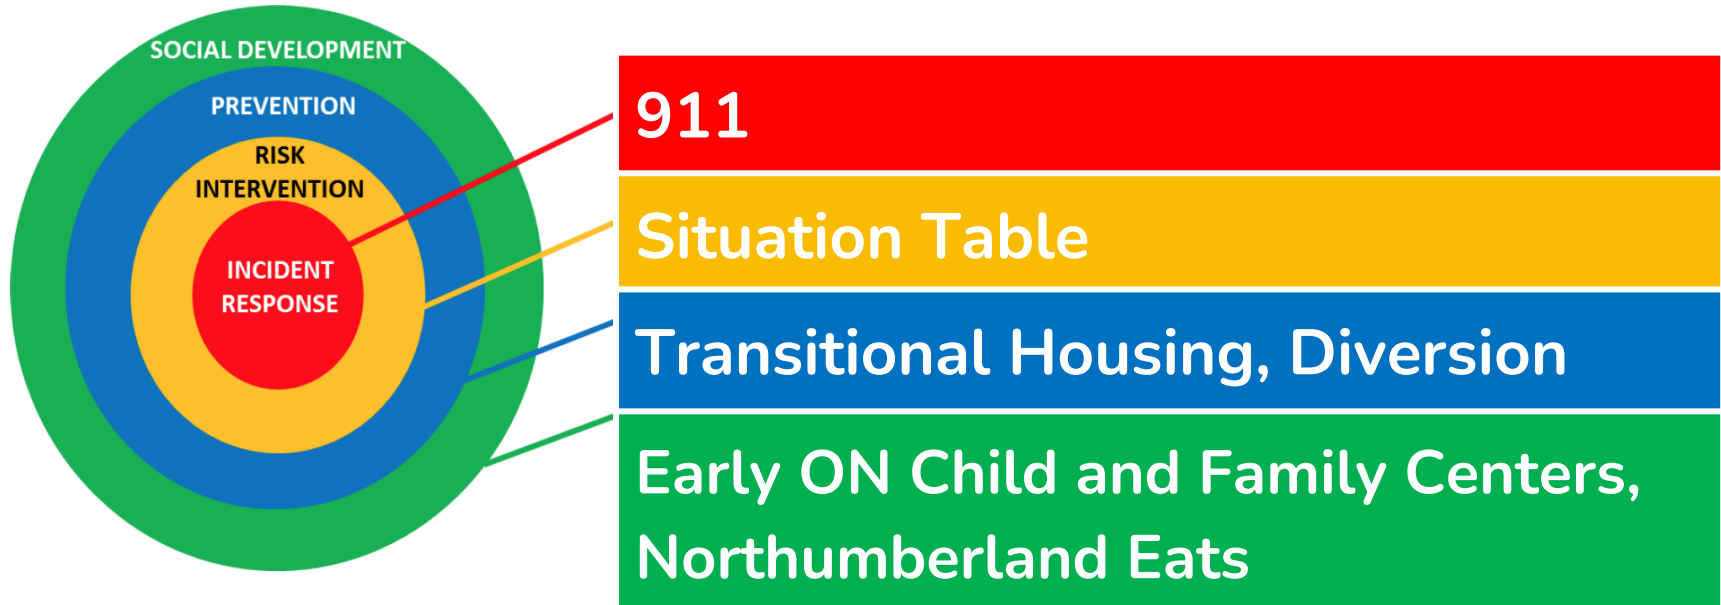 SOCIAL DEVELOPMENT
PREVENTION
RISK
INTERVENTION
INCIDENT
RESPONSE
911
Situation Table
Transitional Housing, Diversion
Early ON Child and Family Centers,
Northumberland Eats